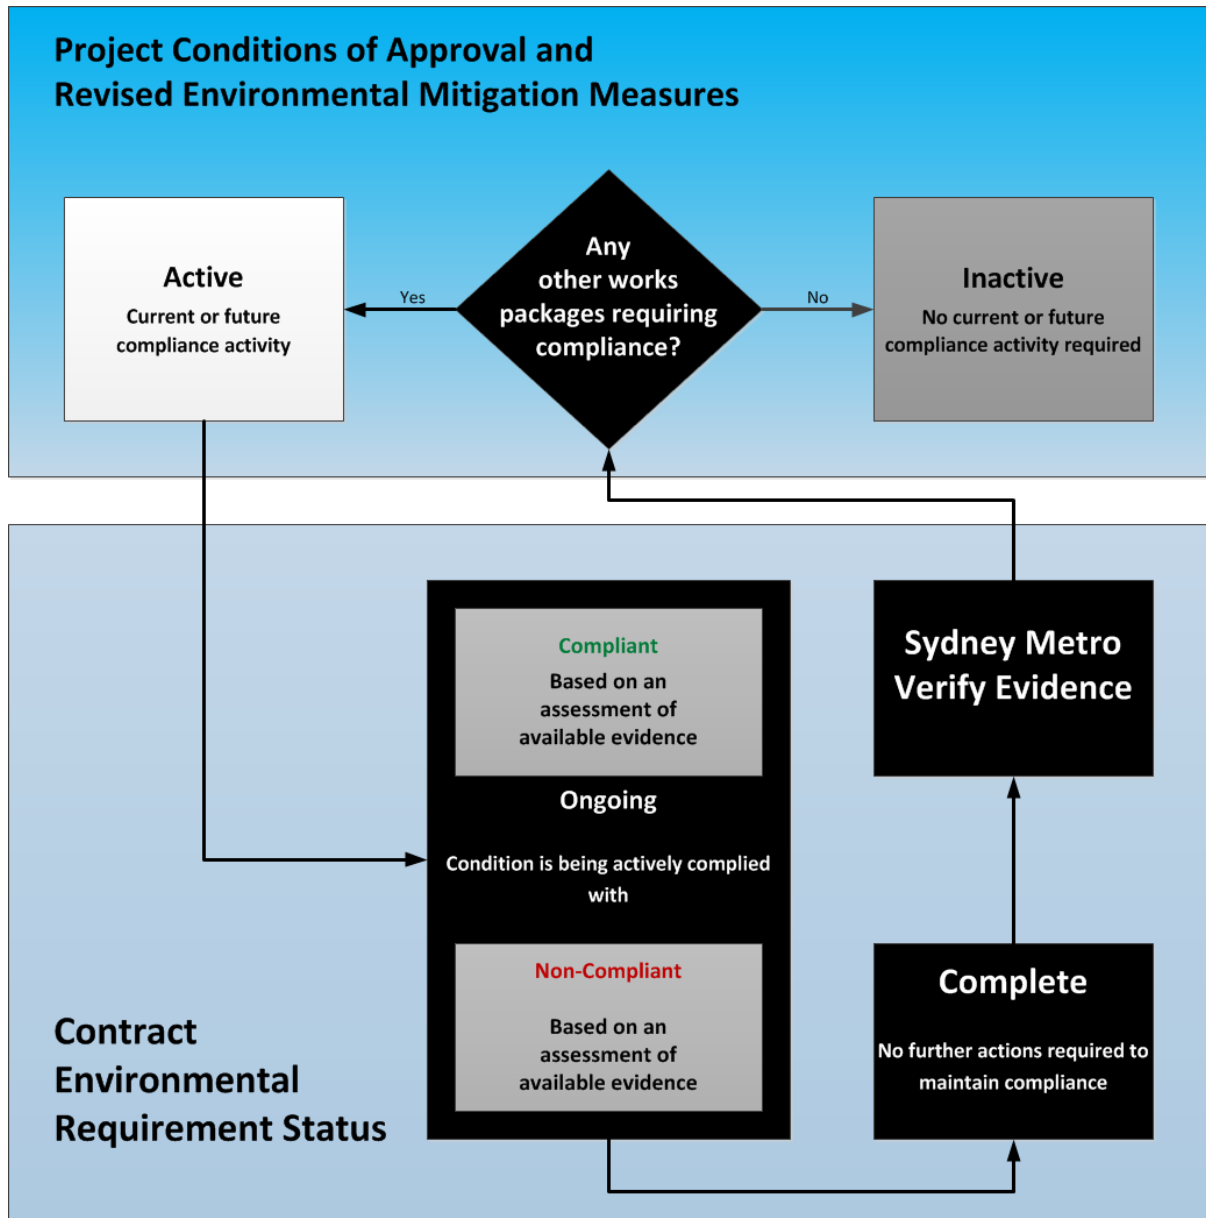 Project Conditions of Approval and
Revised Environmental Mitigation Measures
Active
Current or future
compliance activity
Yes
Any
other works
packages requiring
compliance?
No
Inactive
No current or future
compliance activity required
Compliant
Based on an
assessment of
available evidence
Ongoing
Condition is being actively complied
with
Non-Compliant
Based on an
assessment of
available evidence
Sydney Metro
Verify Evidence
Complete
No further actions required to
maintain compliance
Contract
Environmental
Requirement Status